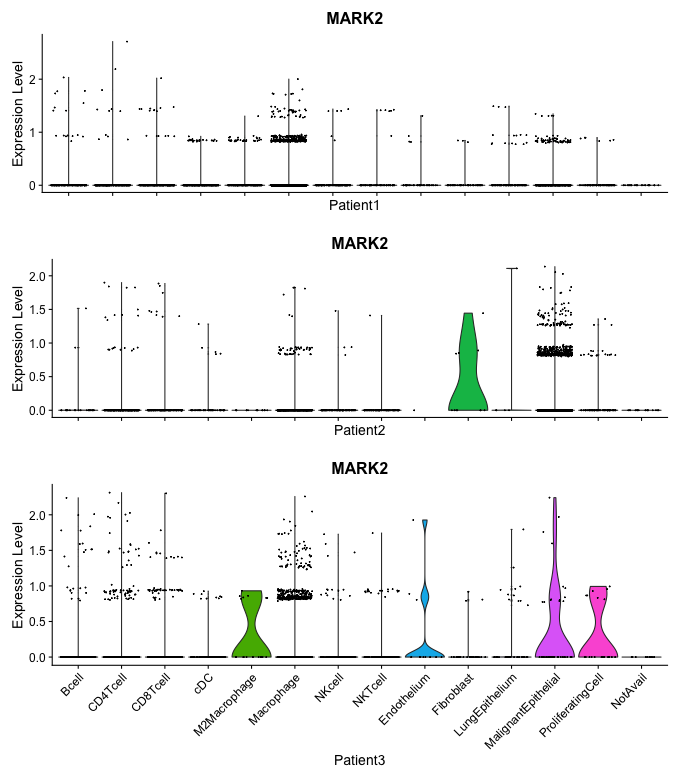 MARK2
Expression Level
2
1
0
Patient1
MARK2
Expression Level
2.0
1.5
1.0
0.5
0.0
Patient2
MARK2
Expression Level
2.0
1.5
1.0
0.5
0.0
Bcell
CD4Tcell
CD8Tcell
cDC
M2Macrophage
Macrophage
NKcell
NKTcell
Endothelium
Fibroblast
LungEpithelium
MalignantEpithelial
ProliferatingCell
NotAvail
Patient3